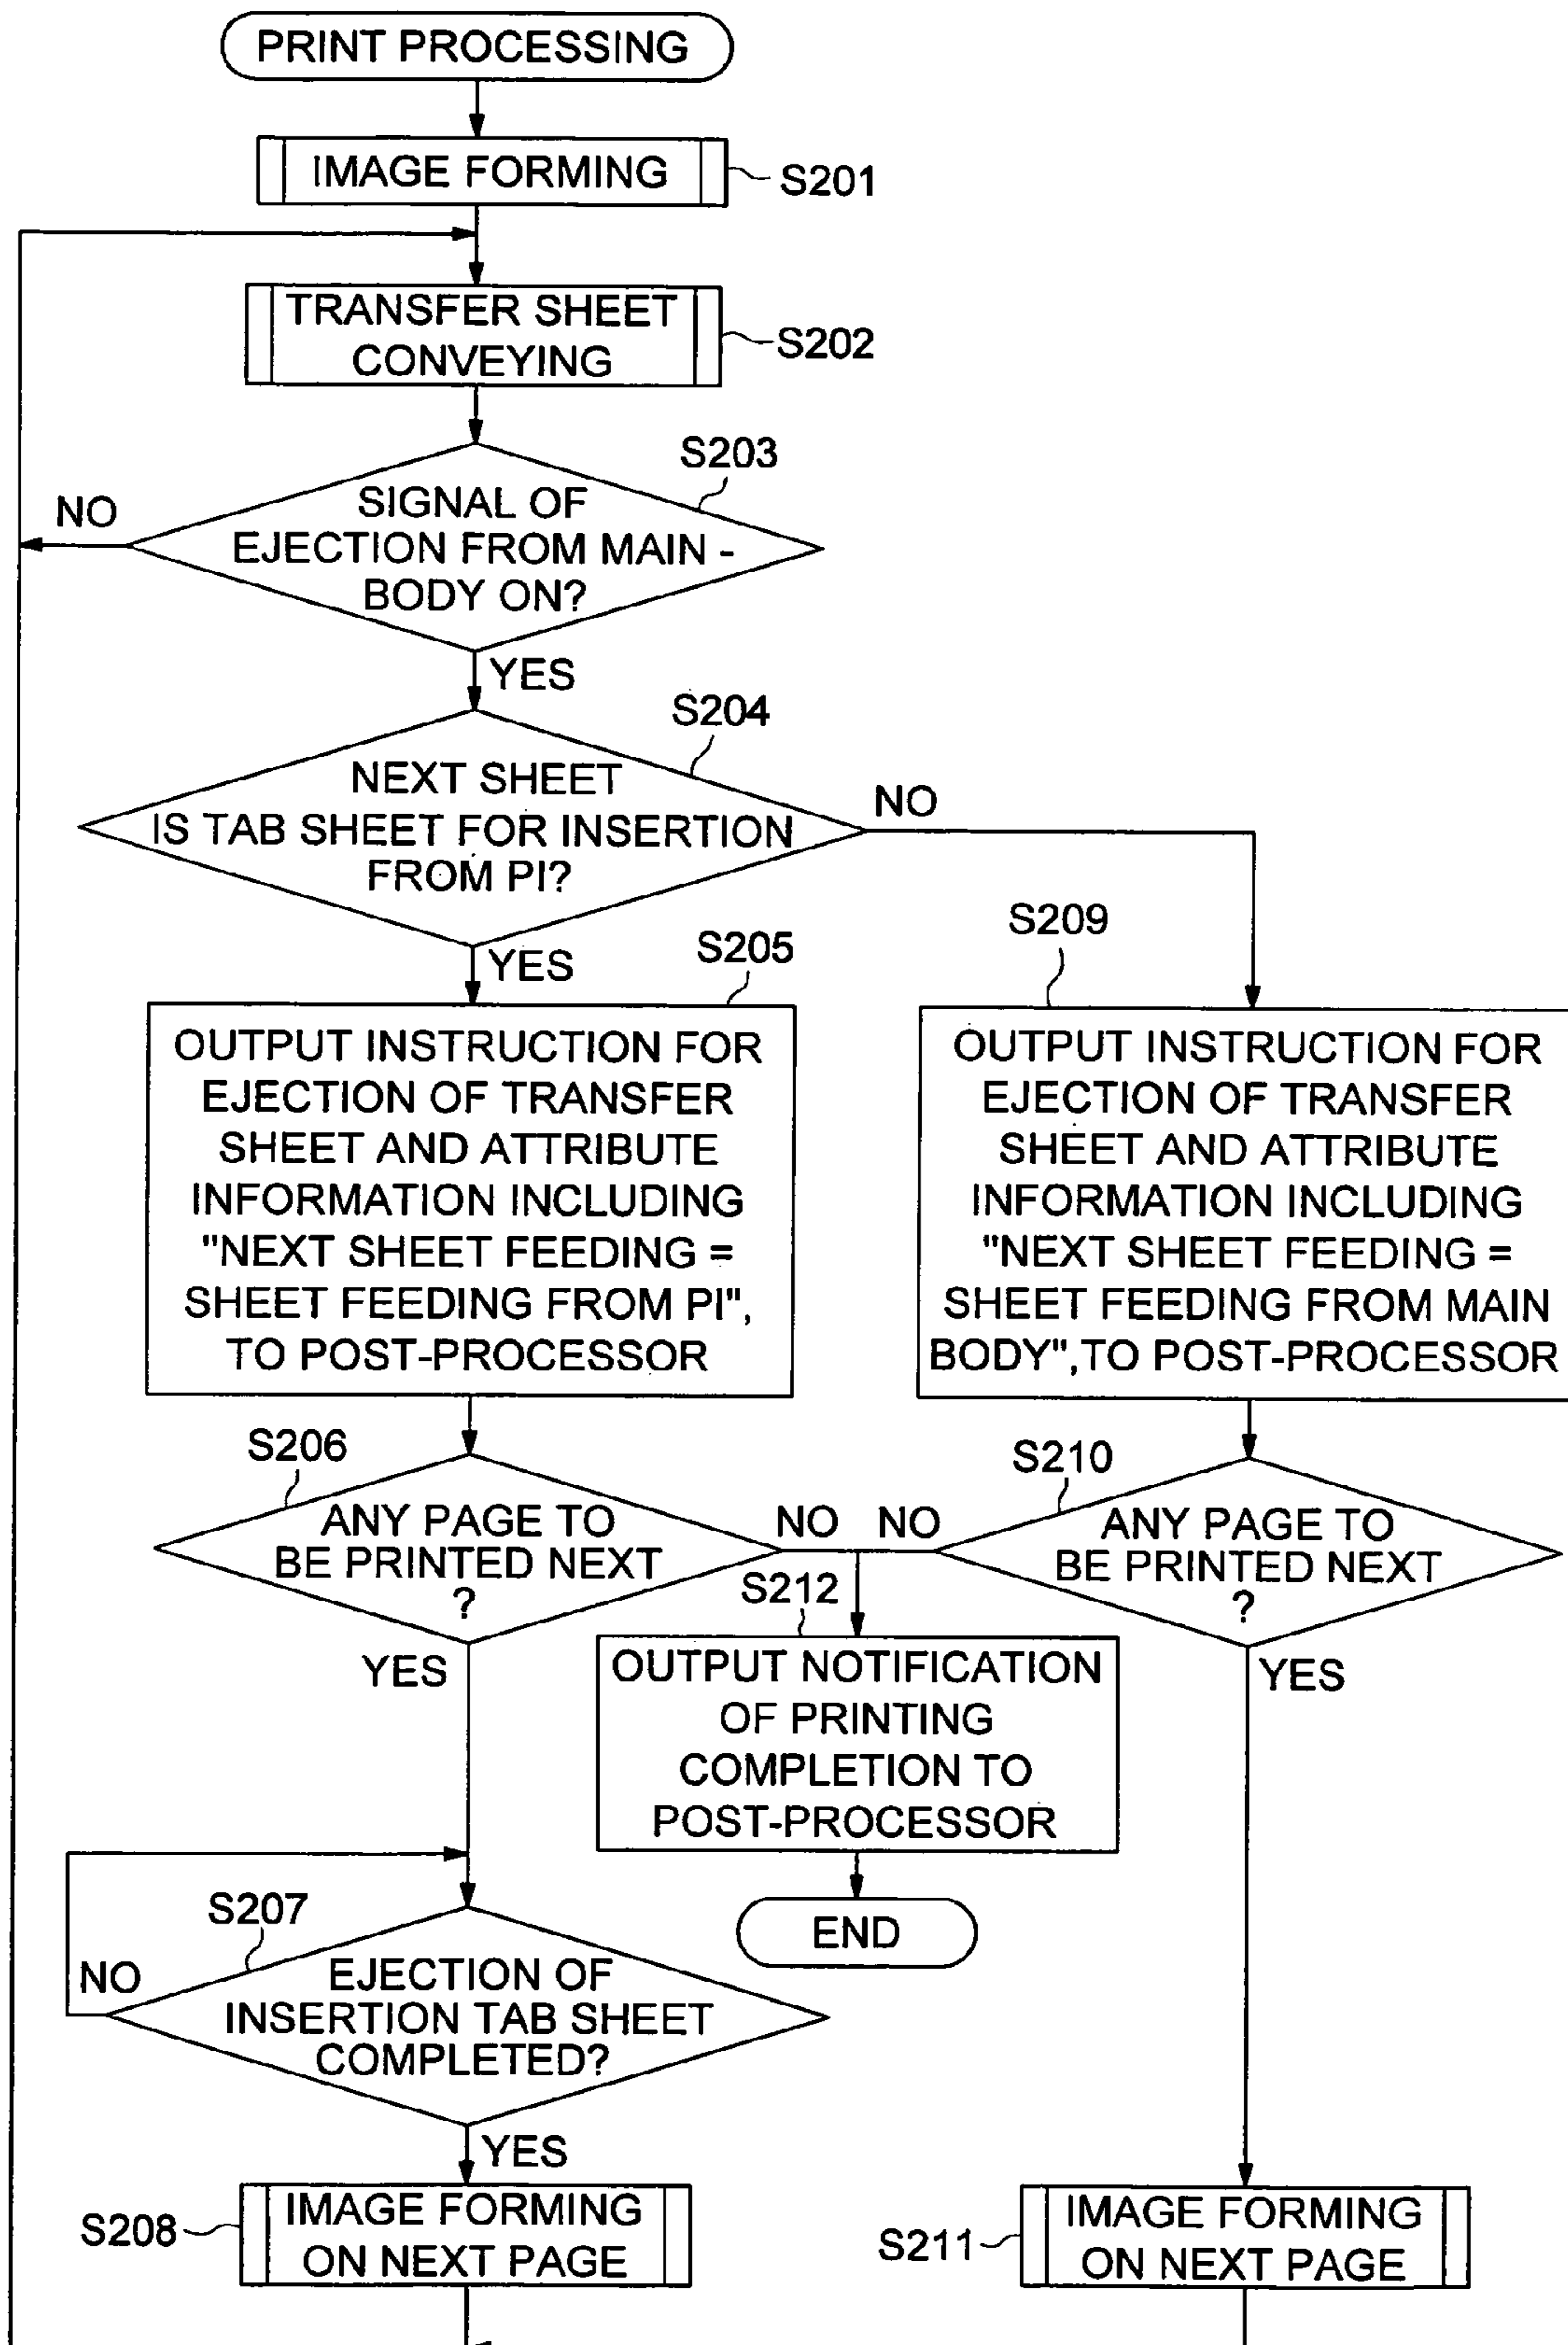 PRINT PROCESSING
IMAGE FORMING
S201
TRANSFER SHEET
CONVEYING
S202
S203
SIGNAL OF
EJECTION FROM MAIN -
BODY ON?
NO
YES
S204
NEXT SHEET
IS TAB SHEET FOR INSERTION
FROM PI?
NO
YES
S205
OUTPUT INSTRUCTION FOR
EJECTION OF TRANSFER
SHEET AND ATTRIBUTE
INFORMATION INCLUDING
"NEXT SHEET FEEDING =
SHEET FEEDING FROM PI",
TO POST-PROCESSOR
S209
OUTPUT INSTRUCTION FOR
EJECTION OF TRANSFER
SHEET AND ATTRIBUTE
INFORMATION INCLUDING
"NEXT SHEET FEEDING =
SHEET FEEDING FROM MAIN
BODY",TO POST-PROCESSOR
S206
ANY PAGE TO
BE PRINTED NEXT
?
NO
YES
S210
ANY PAGE TO
BE PRINTED NEXT
?
NO
YES
S212
OUTPUT NOTIFICATION
OF PRINTING
COMPLETION TO
POST-PROCESSOR
END
S207
EJECTION OF
INSERTION TAB SHEET
COMPLETED?
NO
YES
S208
IMAGE FORMING
ON NEXT PAGE
S211
IMAGE FORMING
ON NEXT PAGE